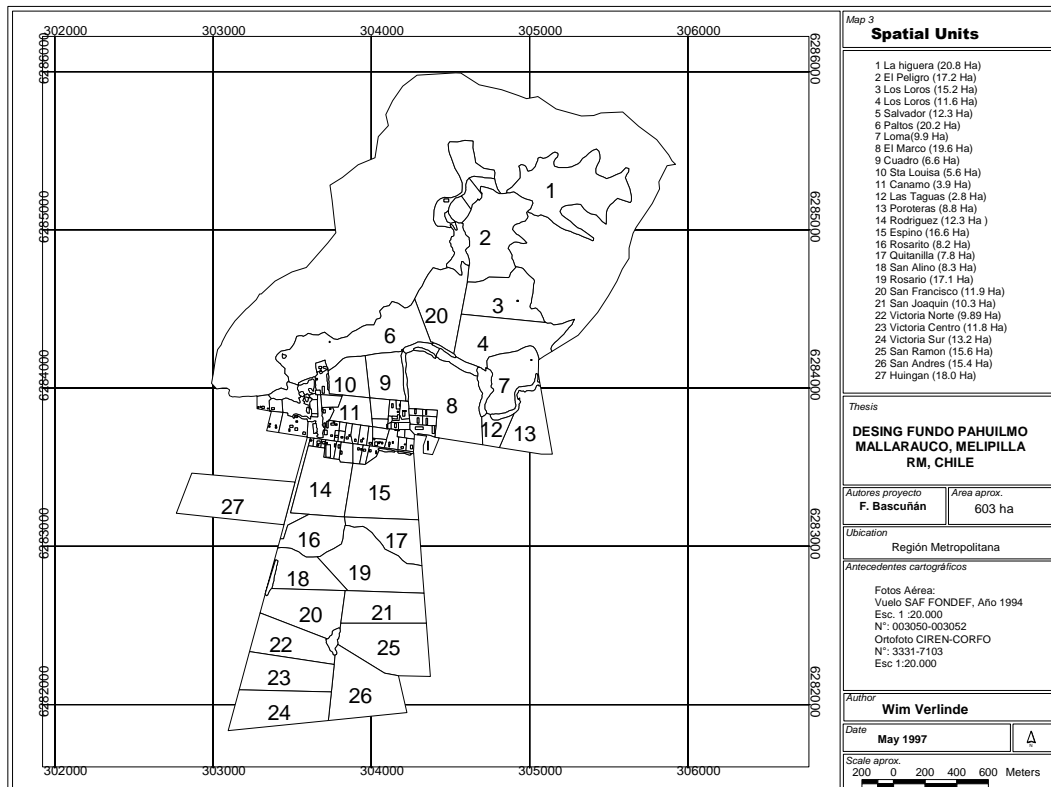 302000 303000 304000 305000 306000
6286000 6286000
6285000 6285000
6284000 6284000
6283000 6283000
6282000 6282000
302000 303000 304000 305000 306000
1
2
3
20
4
6
7
10
9
8
11
12
13
14
15
27
16
17
18
19
20
21
22
25
23
26
24
Map 3
Spatial Units
1 La higuera (20.8 Ha)
2 El Peligro (17.2 Ha)
3 Los Loros (15.2 Ha)
4 Los Loros (11.6 Ha)
5 Salvador (12.3 Ha)
6 Paltos (20.2 Ha)
7 Loma(9.9 Ha)
8 El Marco (19.6 Ha)
9 Cuadro (6.6 Ha)
10 Sta Louisa (5.6 Ha)
11 Canamo (3.9 Ha)
12 Las Taguas (2.8 Ha)
13 Poroteras (8.8 Ha)
14 Rodriguez (12.3 Ha )
15 Espino (16.6 Ha)
16 Rosarito (8.2 Ha)
17 Quitanilla (7.8 Ha)
18 San Alino (8.3 Ha)
19 Rosario (17.1 Ha)
20 San Francisco (11.9 Ha)
21 San Joaquin (10.3 Ha)
22 Victoria Norte (9.89 Ha)
23 Victoria Centro (11.8 Ha)
24 Victoria Sur (13.2 Ha)
25 San Ramon (15.6 Ha)
26 San Andres (15.4 Ha)
27 Huingan (18.0 Ha)
Thesis
DESING FUNDO PAHUILMO
MALLARAUCO, MELIPILLA
RM, CHILE
Autores proyecto
F. Bascuñán
Area aprox.
603 ha
Ubication
Región Metropolitana
Antecedentes cartográficos
Fotos Aérea:
Vuelo SAF FONDEF, Año 1994
Esc. 1 :20.000
N°: 003050-003052
Ortofoto CIREN-CORFO
N°: 3331-7103
Esc 1:20.000
Author
Wim Verlinde
Date
May 1997
Scale aprox.
200 0 200 400 600 Meters